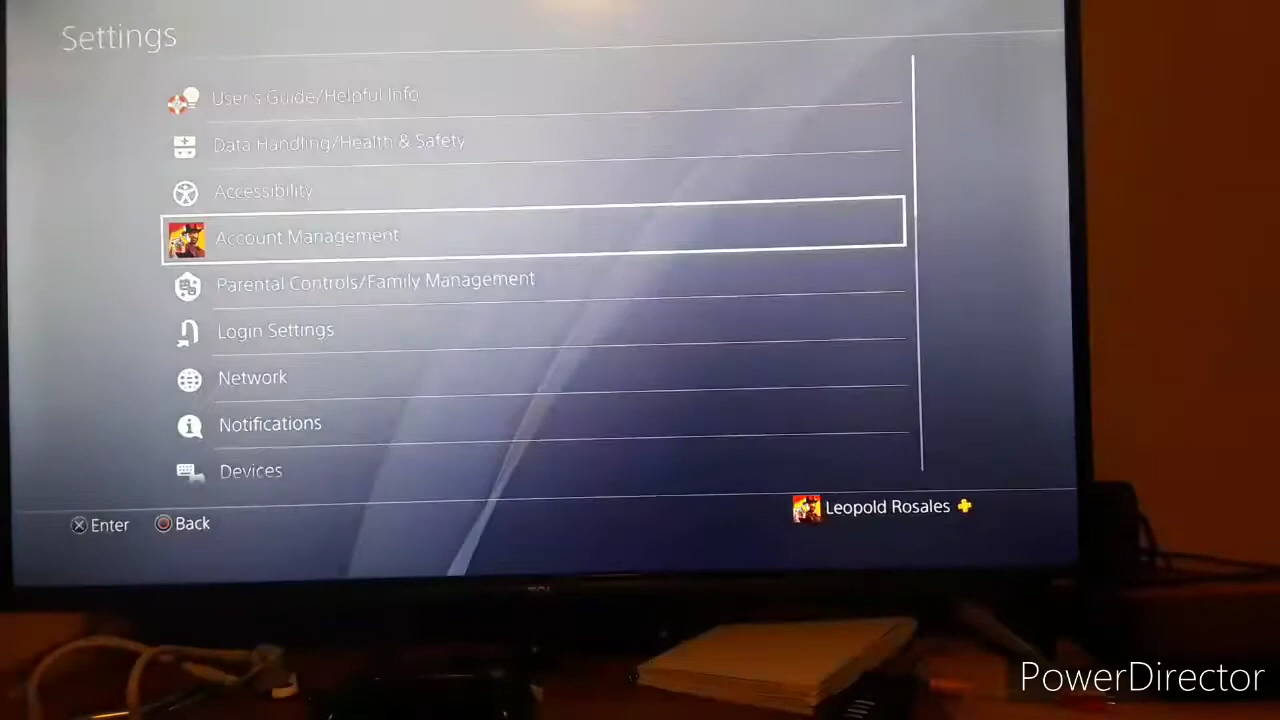 Settings
User's Guide/Helpful Info
Data Handling/Health & Safety
Accessibility
Account Management
Parental Controls/Family Management
Login Settings
Network
Notifications
Devices
Enter Back
Leopold Rosales
TCL
PowerDirector